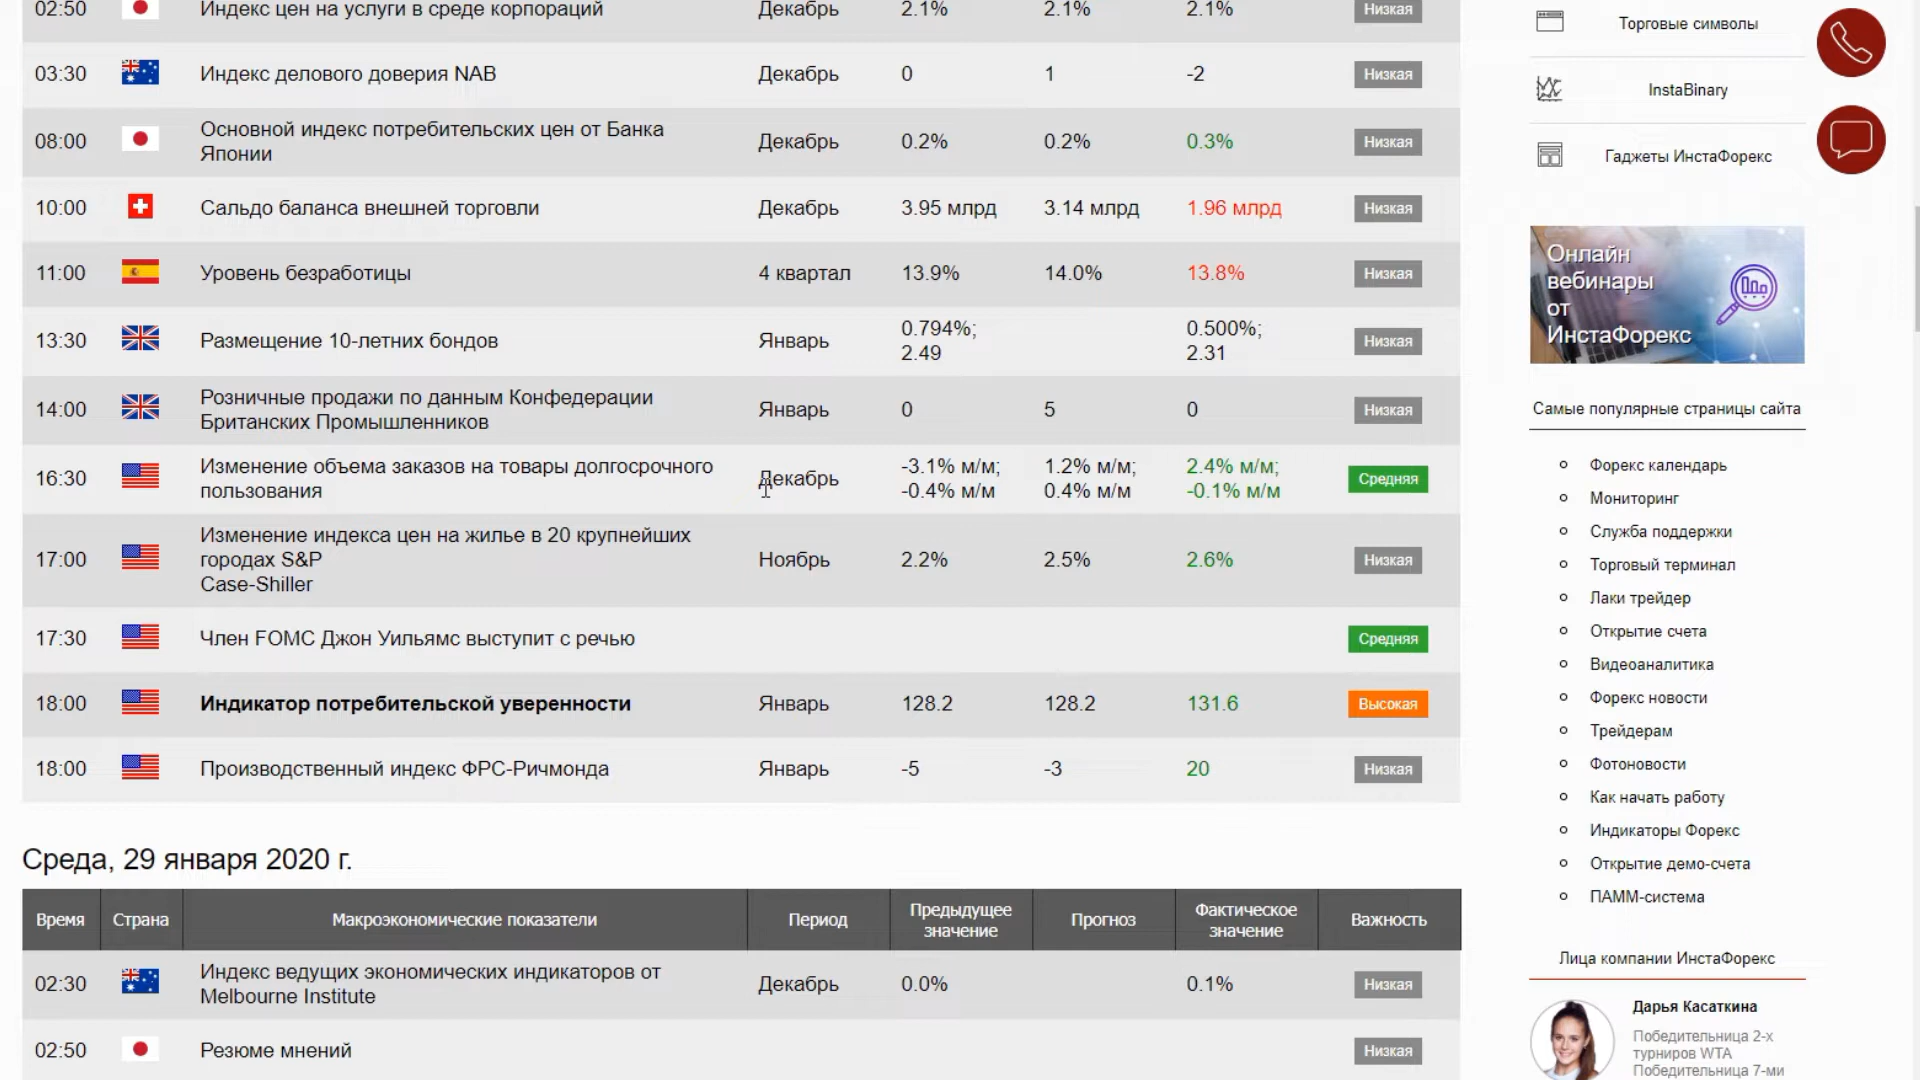 02:50 Индекс цен на услуги в среде корпораций Декабрь 2.1% 2.1% 2.1% Низкая
03:30 Индекс делового доверия NAB Декабрь 0 1 -2 Низкая
08:00 Основной индекс потребительских цен от Банка
Японии Декабрь 0.2% 0.2% 0.3% Низкая
10:00 Сальдо баланса внешней торговли Декабрь 3.95 млрд 3.14 млрд 1.96 млрд Низкая
11:00 Уровень безработицы 4 квартал 13.9% 14.0% 13.8% Низкая
13:30 Размещение 10-летних бондов Январь 0.794%; 0.500%; Низкая
2.49 2.31
14:00 Розничные продажи по данным Конфедерации
Британских Промышленников Январь 0 5 0 Низкая
16:30 Изменение объема заказов на товары долгосрочного Декабрь -3.1% м/м; 1.2% м/м; 2.4% м/м; Средняя
пользования -0.4% м/м 0.4% м/м -0.1% м/м
17:00 Изменение индекса цен на жилье в 20 крупнейших
городах S&P Ноябрь 2.2% 2.5% 2.6% Низкая
Case-Shiller
17:30 Член FOMC Джон Уильямс выступит с речью Средняя
18:00 Индикатор потребительской уверенности Январь 128.2 128.2 131.6 Высокая
18:00 Производственный индекс ФРС-Ричмонда Январь -5 -3 20 Низкая
Среда, 29 января 2020 г.
Время Страна Макроэкономические показатели Период Предыдущее значение Прогноз Фактическое значение Важность
02:30 Индекс ведущих экономических индикаторов от
Melbourne Institute Декабрь 0.0% 0.1% Низкая
02:50 Резюме мнений Низкая
Торговые символы
InstaBinary
Гаджеты ИнстаФорекс
Онлайн
вебинары
от
ИнстаФорекс
Самые популярные страницы сайта
Форекс календарь
Мониторинг
Служба поддержки
Торговый терминал
Лаки трейдер
Открытие счета
Видеоаналитика
Форекс новости
Трейдерам
Фотоновости
Как начать работу
Индикаторы Форекс
Открытие демо-счета
ПАММ-система
Лица компании ИнстаФорекс
Дарья Касаткина
Победительница 2-х
турниров WTA
Победительница 7-ми